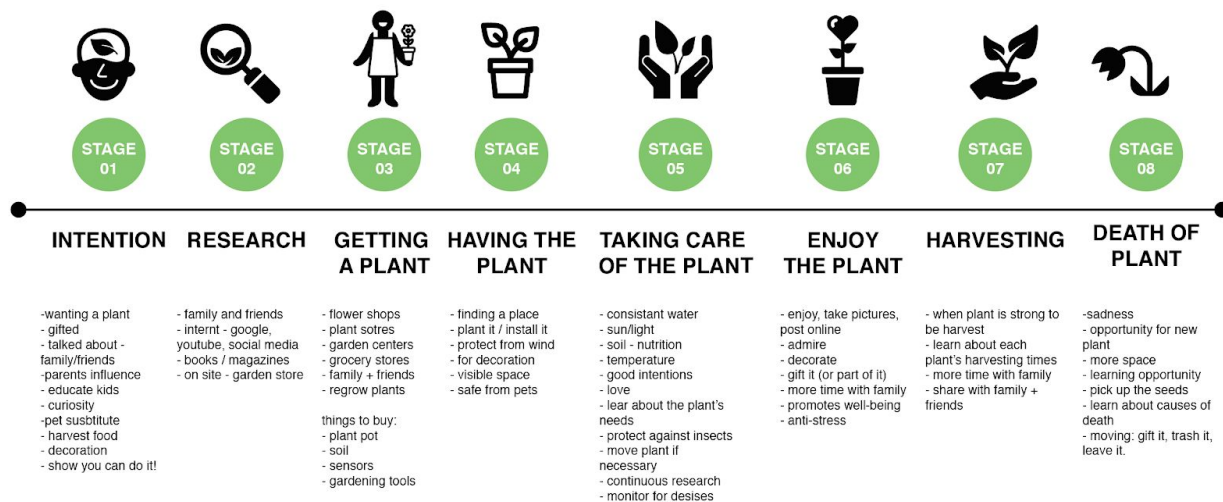 STAGE
01
STAGE
02
STAGE
03
STAGE
04
STAGE
05
STAGE
06
STAGE
07
STAGE
08
INTENTION
RESEARCH
GETTING
A PLANT
HAVING THE
PLANT
TAKING CARE
OF THE PLANT
ENJOY
THE PLANT
HARVESTING
DEATH OF
PLANT
-wanting a plant
- gifted
- talked about -
family/friends
-parents influence
- educate kids
- curiosity
-pet susbtitute
- harvest food
- decoration
- show you can do it!
- family and friends
- internt - google,
youtube, social media
- books / magazines
- on site - garden store
- flower shops
- plant sotres
- garden centers
- grocery stores
- family + friends
- regrow plants
things to buy:
- plant pot
- soil
- sensors
- gardening tools
- finding a place
- plant it / install it
- protect from wind
- for decoration
- visible space
- safe from pets
- consistant water
- sun/light
- soil - nutrition
- temperature
- good intentions
- love
- lear about the plant's
needs
- protect against insects
- move plant if
necessary
- continuous research
- monitor for desises
- enjoy, take pictures,
post online
- admire
- decorate
- gift it (or part of it)
- more time with family
- promotes well-being
- anti-stress
- when plant is strong to
be harvest
- learn about each
plant's harvesting times
- more time with family
- share with family +
friends
-sadness
- opportunity for new
plant
- more space
- learning opportunity
- pick up the seeds
- learn about causes of
death
- moving: gift it, trash it,
leave it.